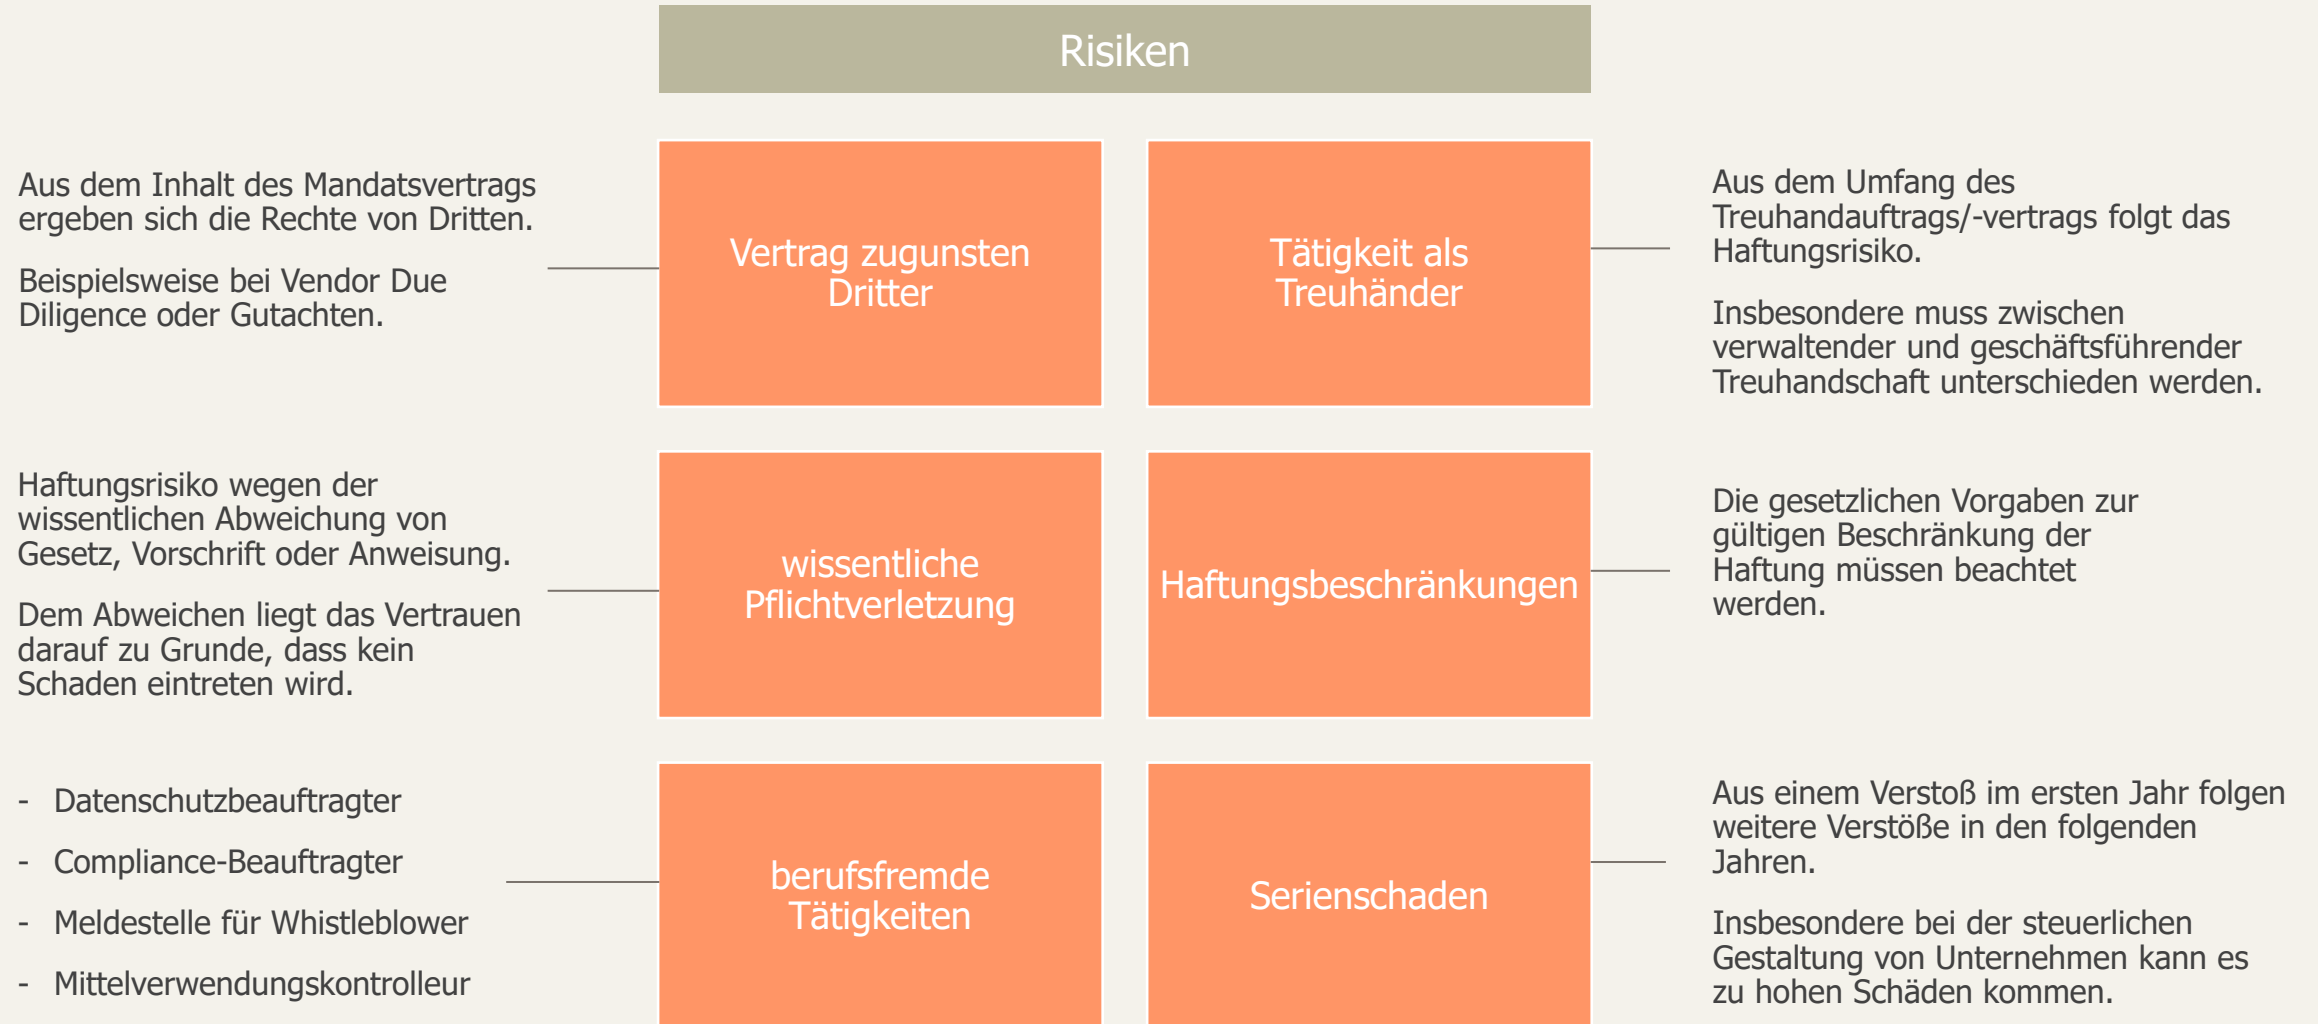 Risiken
Aus dem Inhalt des Mandatsvertrags
ergeben sich die Rechte von Dritten.
Beispielsweise bei Vendor Due
Diligence oder Gutachten.
Vertrag zugunsten
Dritter
Tätigkeit als
Treuhänder
Aus dem Umfang des
Treuhandauftrags/-vertrags folgt das
Haftungsrisiko.
Insbesondere muss zwischen
verwaltender und geschäftsführender
Treuhandschaft unterschieden werden.
Haftungsrisiko wegen der
wissentlichen Abweichung von
Gesetz, Vorschrift oder Anweisung.
Dem Abweichen liegt das Vertrauen
darauf zu Grunde, dass kein
Schaden eintreten wird.
wissentliche
Pflichtverletzung
Haftungsbeschränkungen
Die gesetzlichen Vorgaben zur
gültigen Beschränkung der
Haftung müssen beachtet
werden.
- Datenschutzbeauftragter
- Compliance-Beauftragter
- Meldestelle für Whistleblower
- Mittelverwendungskontrolleur
berufsfremde
Tätigkeiten
Serienschaden
Aus einem Verstoß im ersten Jahr folgen
weitere Verstöße in den folgenden
Jahren.
Insbesondere bei der steuerlichen
Gestaltung von Unternehmen kann es
zu hohen Schäden kommen.